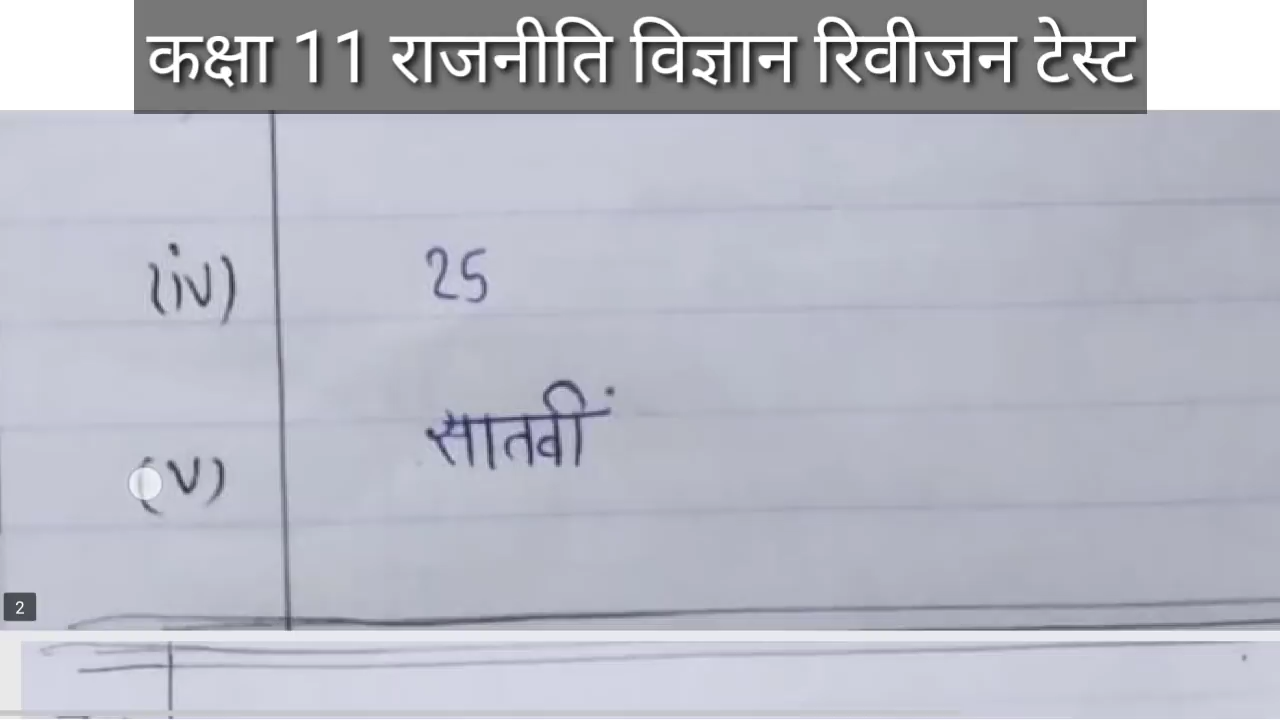 कक्षा 11 राजनीति विज्ञान रिवीजन टेस्ट
(iv) 25
(v) सातवीं
2